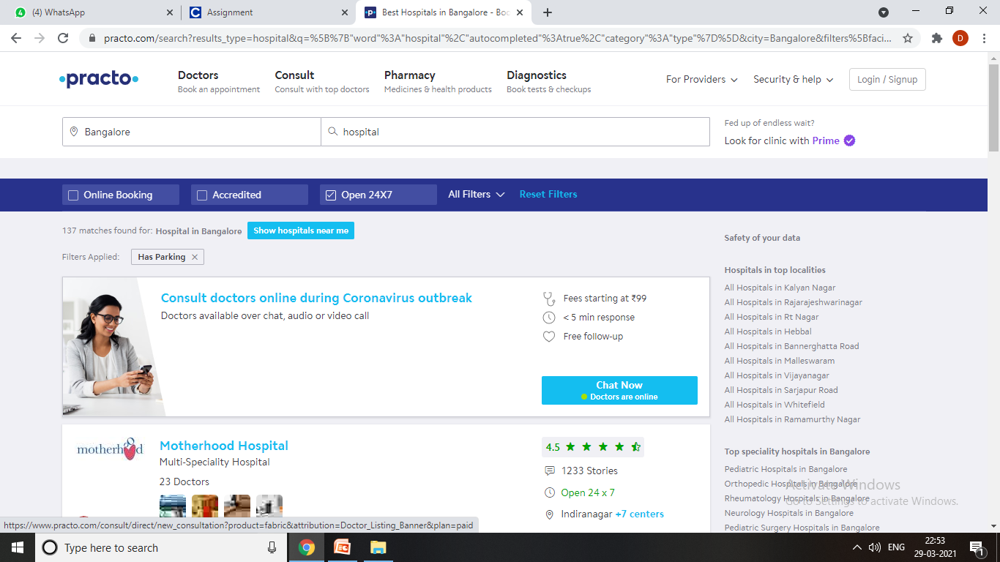 (4) WhatsApp
Assignment
Best Hospitals in Bangalore - Boo
practo.com/search?results_type=hospital&q=%5B%7B"word"%3A"hospital"%2C"autocompleted"%3Atrue%2C"category"%3A"type"%7D%5D&city=Bangalore&filters%5Bfaci...
D
practo
Doctors
Book an appointment
Consult
Consult with top doctors
Pharmacy
Medicines & health products
Diagnostics
Book tests & checkups
For Providers
Security & help
Login / Signup
Bangalore
hospital
Fed up of endless wait?
Look for clinic with Prime
Online Booking
Accredited
Open 24X7
All Filters
Reset Filters
137 matches found for: Hospital in Bangalore
Show hospitals near me
Filters Applied:
Has Parking
Consult doctors online during Coronavirus outbreak
Doctors available over chat, audio or video call
Fees starting at ₹99
< 5 min response
Free follow-up
Chat Now
Doctors are online
motherhood
Motherhood Hospital
Multi-Speciality Hospital
23 Doctors
4.5
1233 Stories
Open 24 x 7
Indiranagar +7 centers
Safety of your data
Hospitals in top localities
All Hospitals in Kalyan Nagar
All Hospitals in Rajarajeshwarinagar
All Hospitals in Rt Nagar
All Hospitals in Hebbal
All Hospitals in Bannerghatta Road
All Hospitals in Malleswaram
All Hospitals in Vijayanagar
All Hospitals in Sarjapur Road
All Hospitals in Whitefield
All Hospitals in Ramamurthy Nagar
Top speciality hospitals in Bangalore
Pediatric Hospitals in Bangalore
Orthopedic Hospitals in Bangalore
Rheumatology Hospitals in Bangalore
Neurology Hospitals in Bangalore
Pediatric Surgery Hospitals in Bangalore
Activate Windows
Go to Settings to activate Windows.
https://www.practo.com/consult/direct/new_consultation?product=fabric&attribution=Doctor_Listing_Banner&plan=paid
Type here to search
ENG
22:53
29-03-2021
1